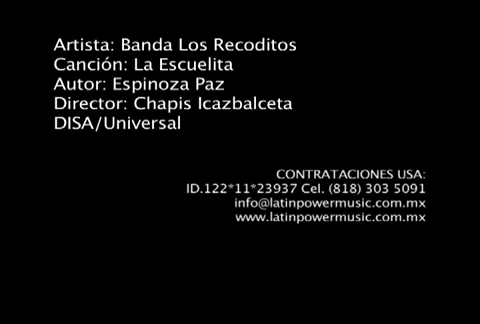 Artista: Banda Los Recoditos
Canción: La Escuelita
Autor: Espinoza Paz
Director: Chapis Icazbalceta
DISA/Universal
CONTRATACIONES USA:
ID.122*11*23937 Cel. (818) 303 5091
info@latinpowermusic.com.mx
www.latinpowermusic.com.mx